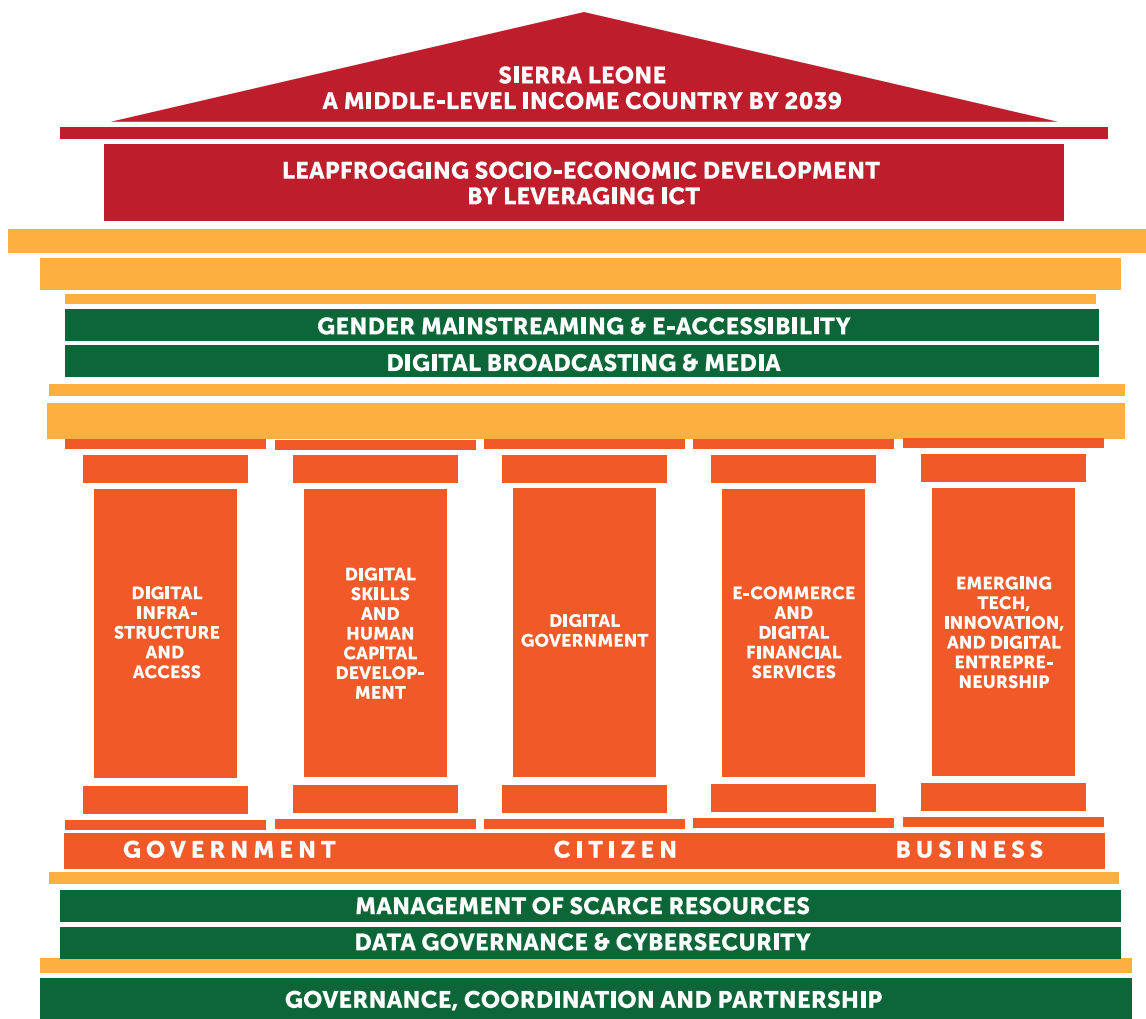 SIERRA LEONE
A MIDDLE-LEVEL INCOME COUNTRY BY 2039
LEAPFROGGING SOCIO-ECONOMIC DEVELOPMENT
BY LEVERAGING ICT
GENDER MAINSTREAMING & E-ACCESSIBILITY
DIGITAL BROADCASTING & MEDIA
DIGITAL
INFRA-
STRUCTURE
AND
ACCESS
DIGITAL
SKILLS
AND
HUMAN
CAPITAL
DEVELOP-
MENT
DIGITAL
GOVERNMENT
E-COMMERCE
AND
DIGITAL
FINANCIAL
SERVICES
EMERGING
TECH,
INNOVATION,
AND DIGITAL
ENTREPRE-
NEURSHIP
GOVERNMENT CITIZEN BUSINESS
MANAGEMENT OF SCARCE RESOURCES
DATA GOVERNANCE & CYBERSECURITY
GOVERNANCE, COORDINATION AND PARTNERSHIP